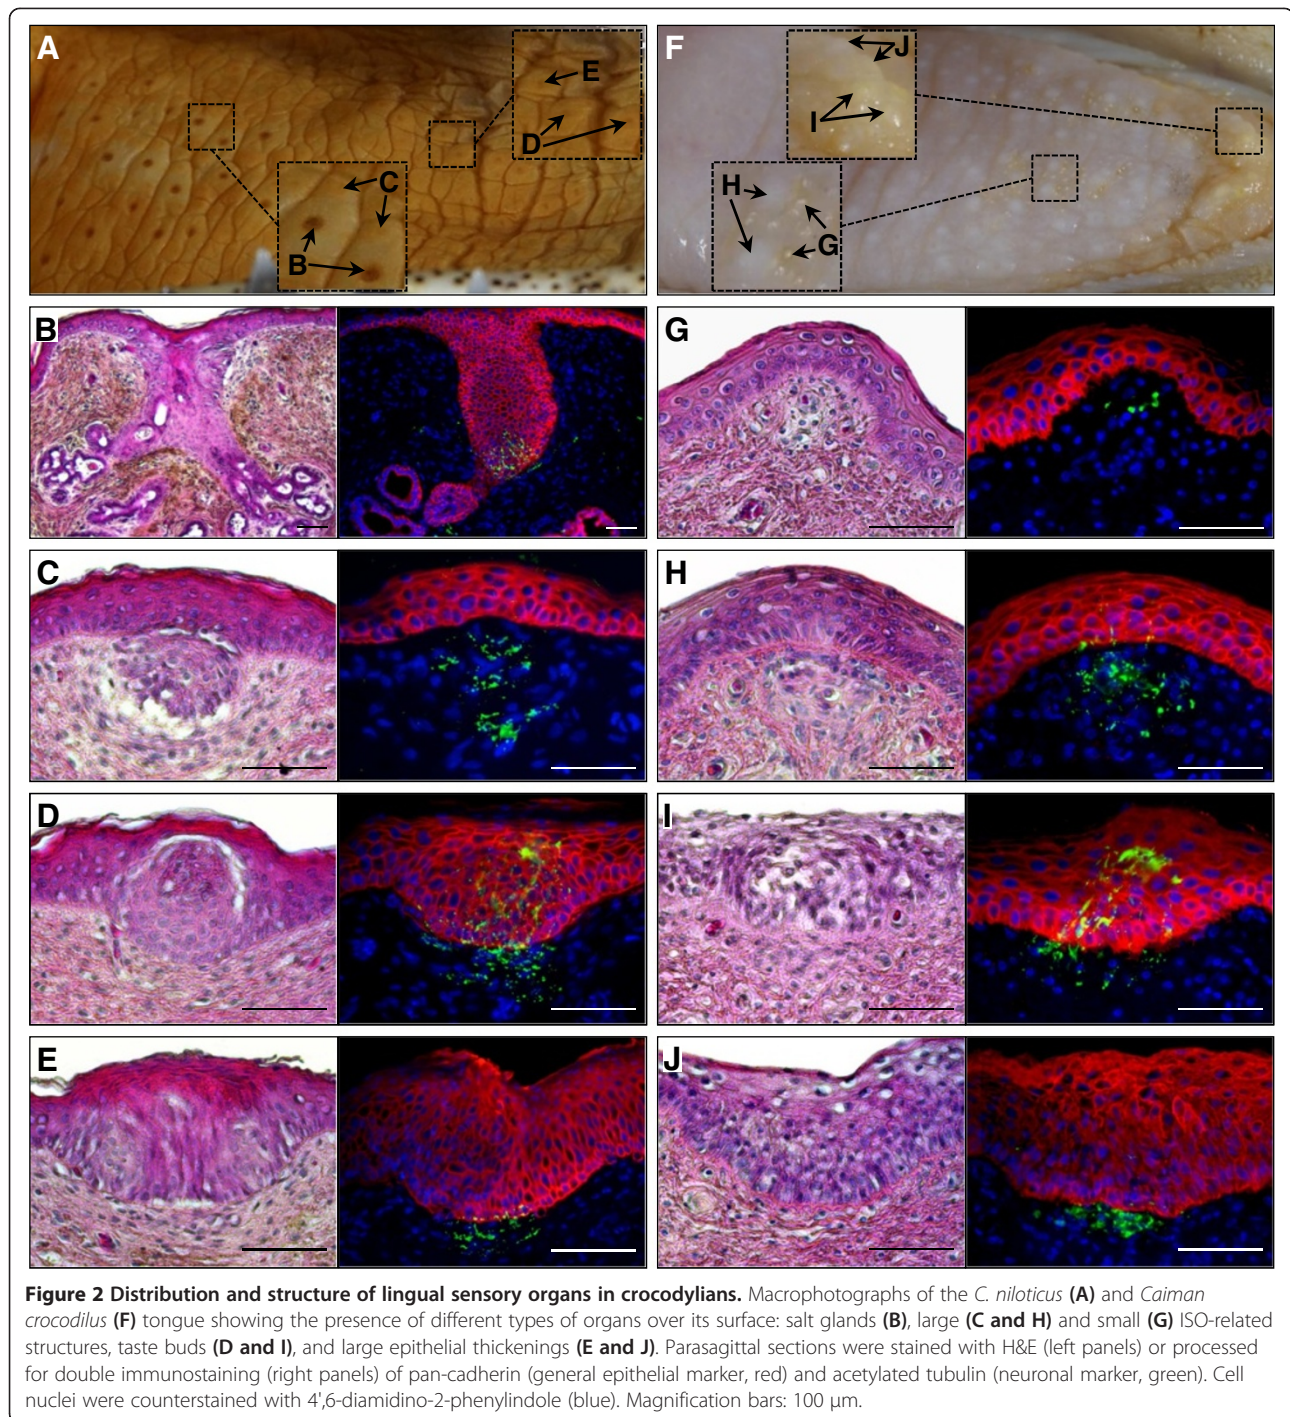 A
E
D
C
B
F
J
I
H
G
B
G
C
H
D
I
E
J
Figure 2 Distribution and structure of lingual sensory organs in crocodylians. Macrophotographs of the C. niloticus (A) and Caiman
crocodilus (F) tongue showing the presence of different types of organs over its surface: salt glands (B), large (C and H) and small (G) ISO-related
structures, taste buds (D and I), and large epithelial thickenings (E and J). Parasagittal sections were stained with H&E (left panels) or processed
for double immunostaining (right panels) of pan-cadherin (general epithelial marker, red) and acetylated tubulin (neuronal marker, green). Cell
nuclei were counterstained with 4',6-diamidino-2-phenylindole (blue). Magnification bars: 100 μm.